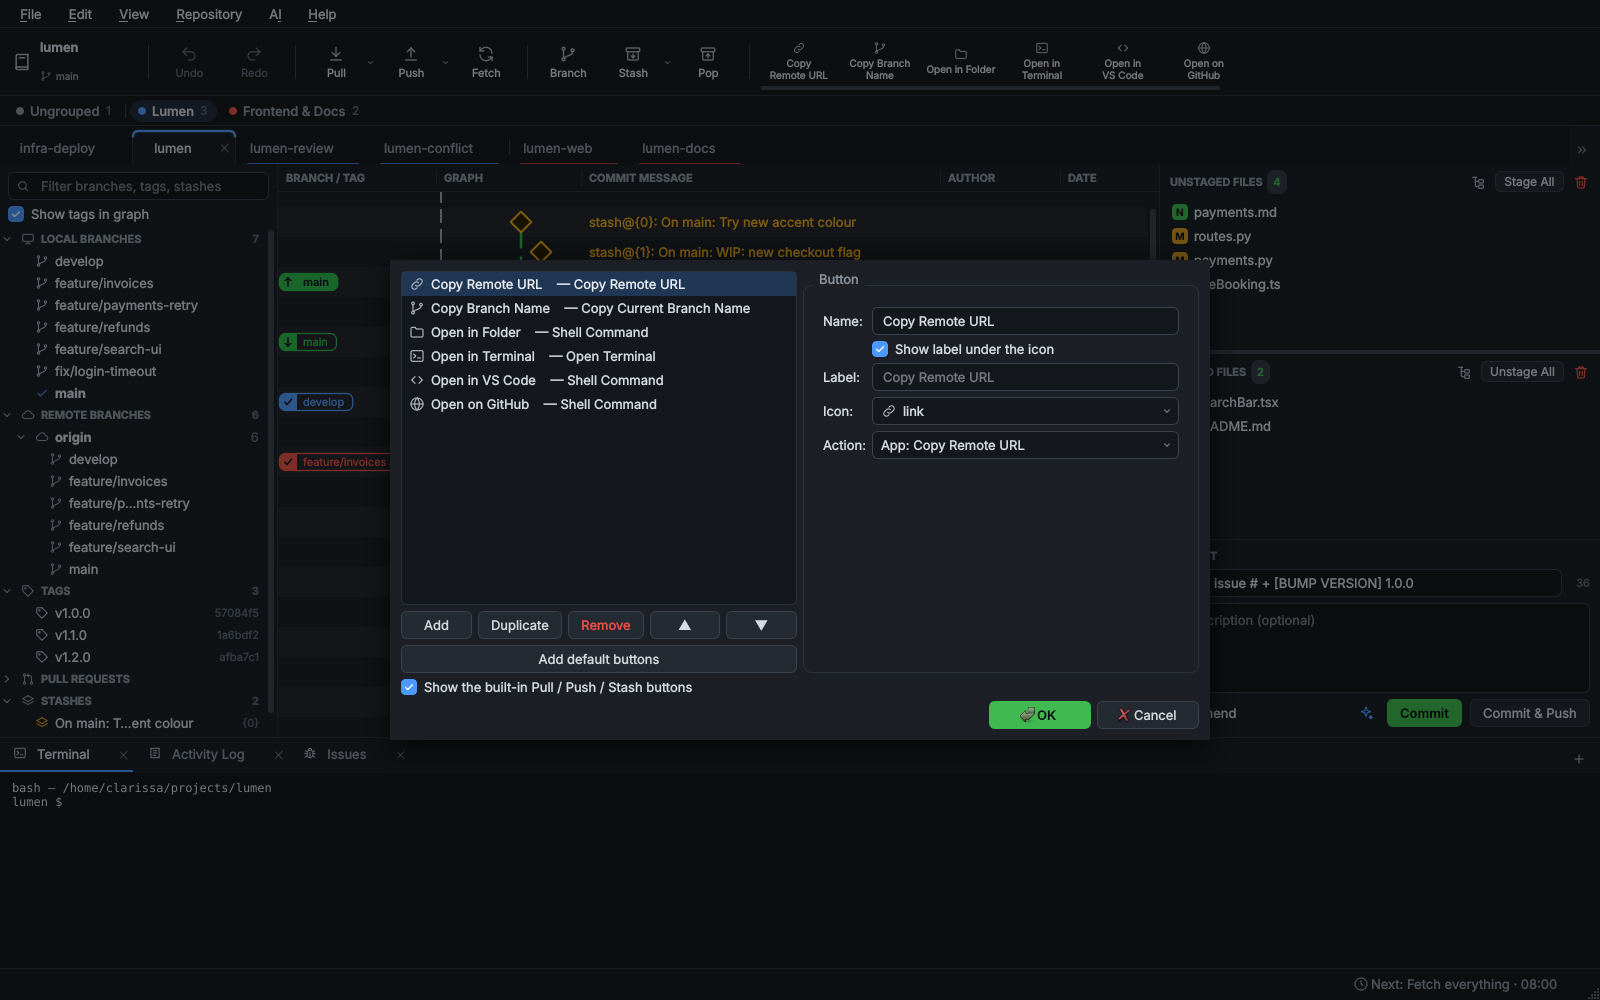 File Edit View Repository AI Help
lumen
main
Undo Redo Pull Push Fetch Branch Stash Pop
Copy Remote URL
Copy Branch Name
Open in Folder
Open in Terminal
Open in VS Code
Open on GitHub
Ungrouped 1 Lumen 3 Frontend & Docs 2
infra-deploy lumen lumen-review lumen-conflict lumen-web lumen-docs
Filter branches, tags, stashes
Show tags in graph
LOCAL BRANCHES 7
develop
feature/invoices
feature/payments-retry
feature/refunds
feature/search-ui
fix/login-timeout
main
REMOTE BRANCHES 6
origin 6
develop
feature/invoices
feature/p...nts-retry
feature/refunds
feature/search-ui
main
TAGS 3
v1.0.0 57084f5
v1.1.0 1a6bdf2
v1.2.0 afba7c1
PULL REQUESTS
STASHES 2
On main: T...ent colour {0}
BRANCH / TAG GRAPH COMMIT MESSAGE AUTHOR DATE
stash@{0}: On main: Try new accent colour
stash@{1}: On main: WIP: new checkout flag
main
main
develop
feature/invoices
Copy Remote URL — Copy Remote URL
Copy Branch Name — Copy Current Branch Name
Open in Folder — Shell Command
Open in Terminal — Open Terminal
Open in VS Code — Shell Command
Open on GitHub — Shell Command
Add Duplicate Remove ▲ ▼
Add default buttons
Show the built-in Pull / Push / Stash buttons
Button
Name: Copy Remote URL
Show label under the icon
Label: Copy Remote URL
Icon: link
Action: App: Copy Remote URL
OK Cancel
UNSTAGED FILES 4 Stage All
N payments.md
M routes.py
payments.py
eBooking.ts
D FILES 2 Unstage All
archBar.tsx
ADME.md
T
issue # + [BUMP VERSION] 1.0.0 36
cription (optional)
nend Commit Commit & Push
Terminal Activity Log Issues
bash — /home/clarissa/projects/lumen
lumen $
Next: Fetch everything · 08:00